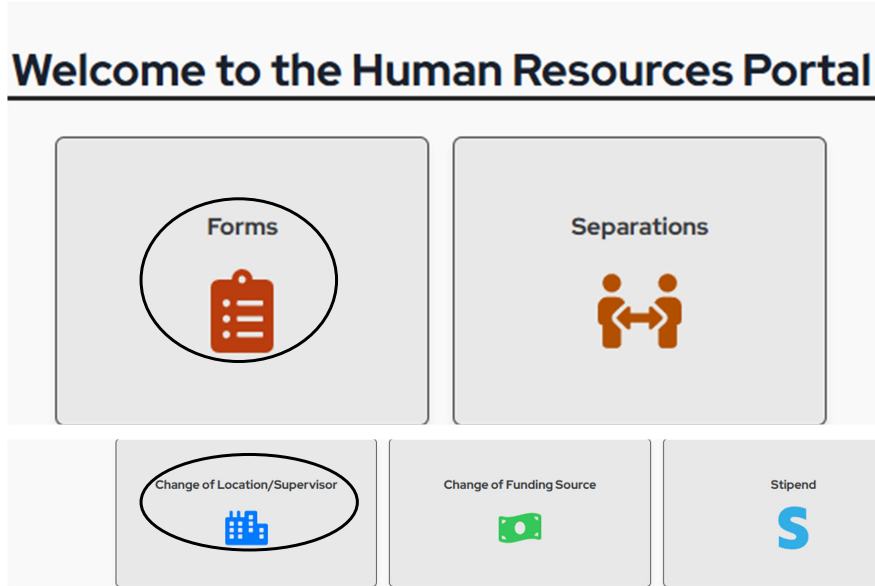 Welcome to the Human Resources Portal
Forms
Separations
Change of Location/Supervisor
Change of Funding Source
Stipend
S